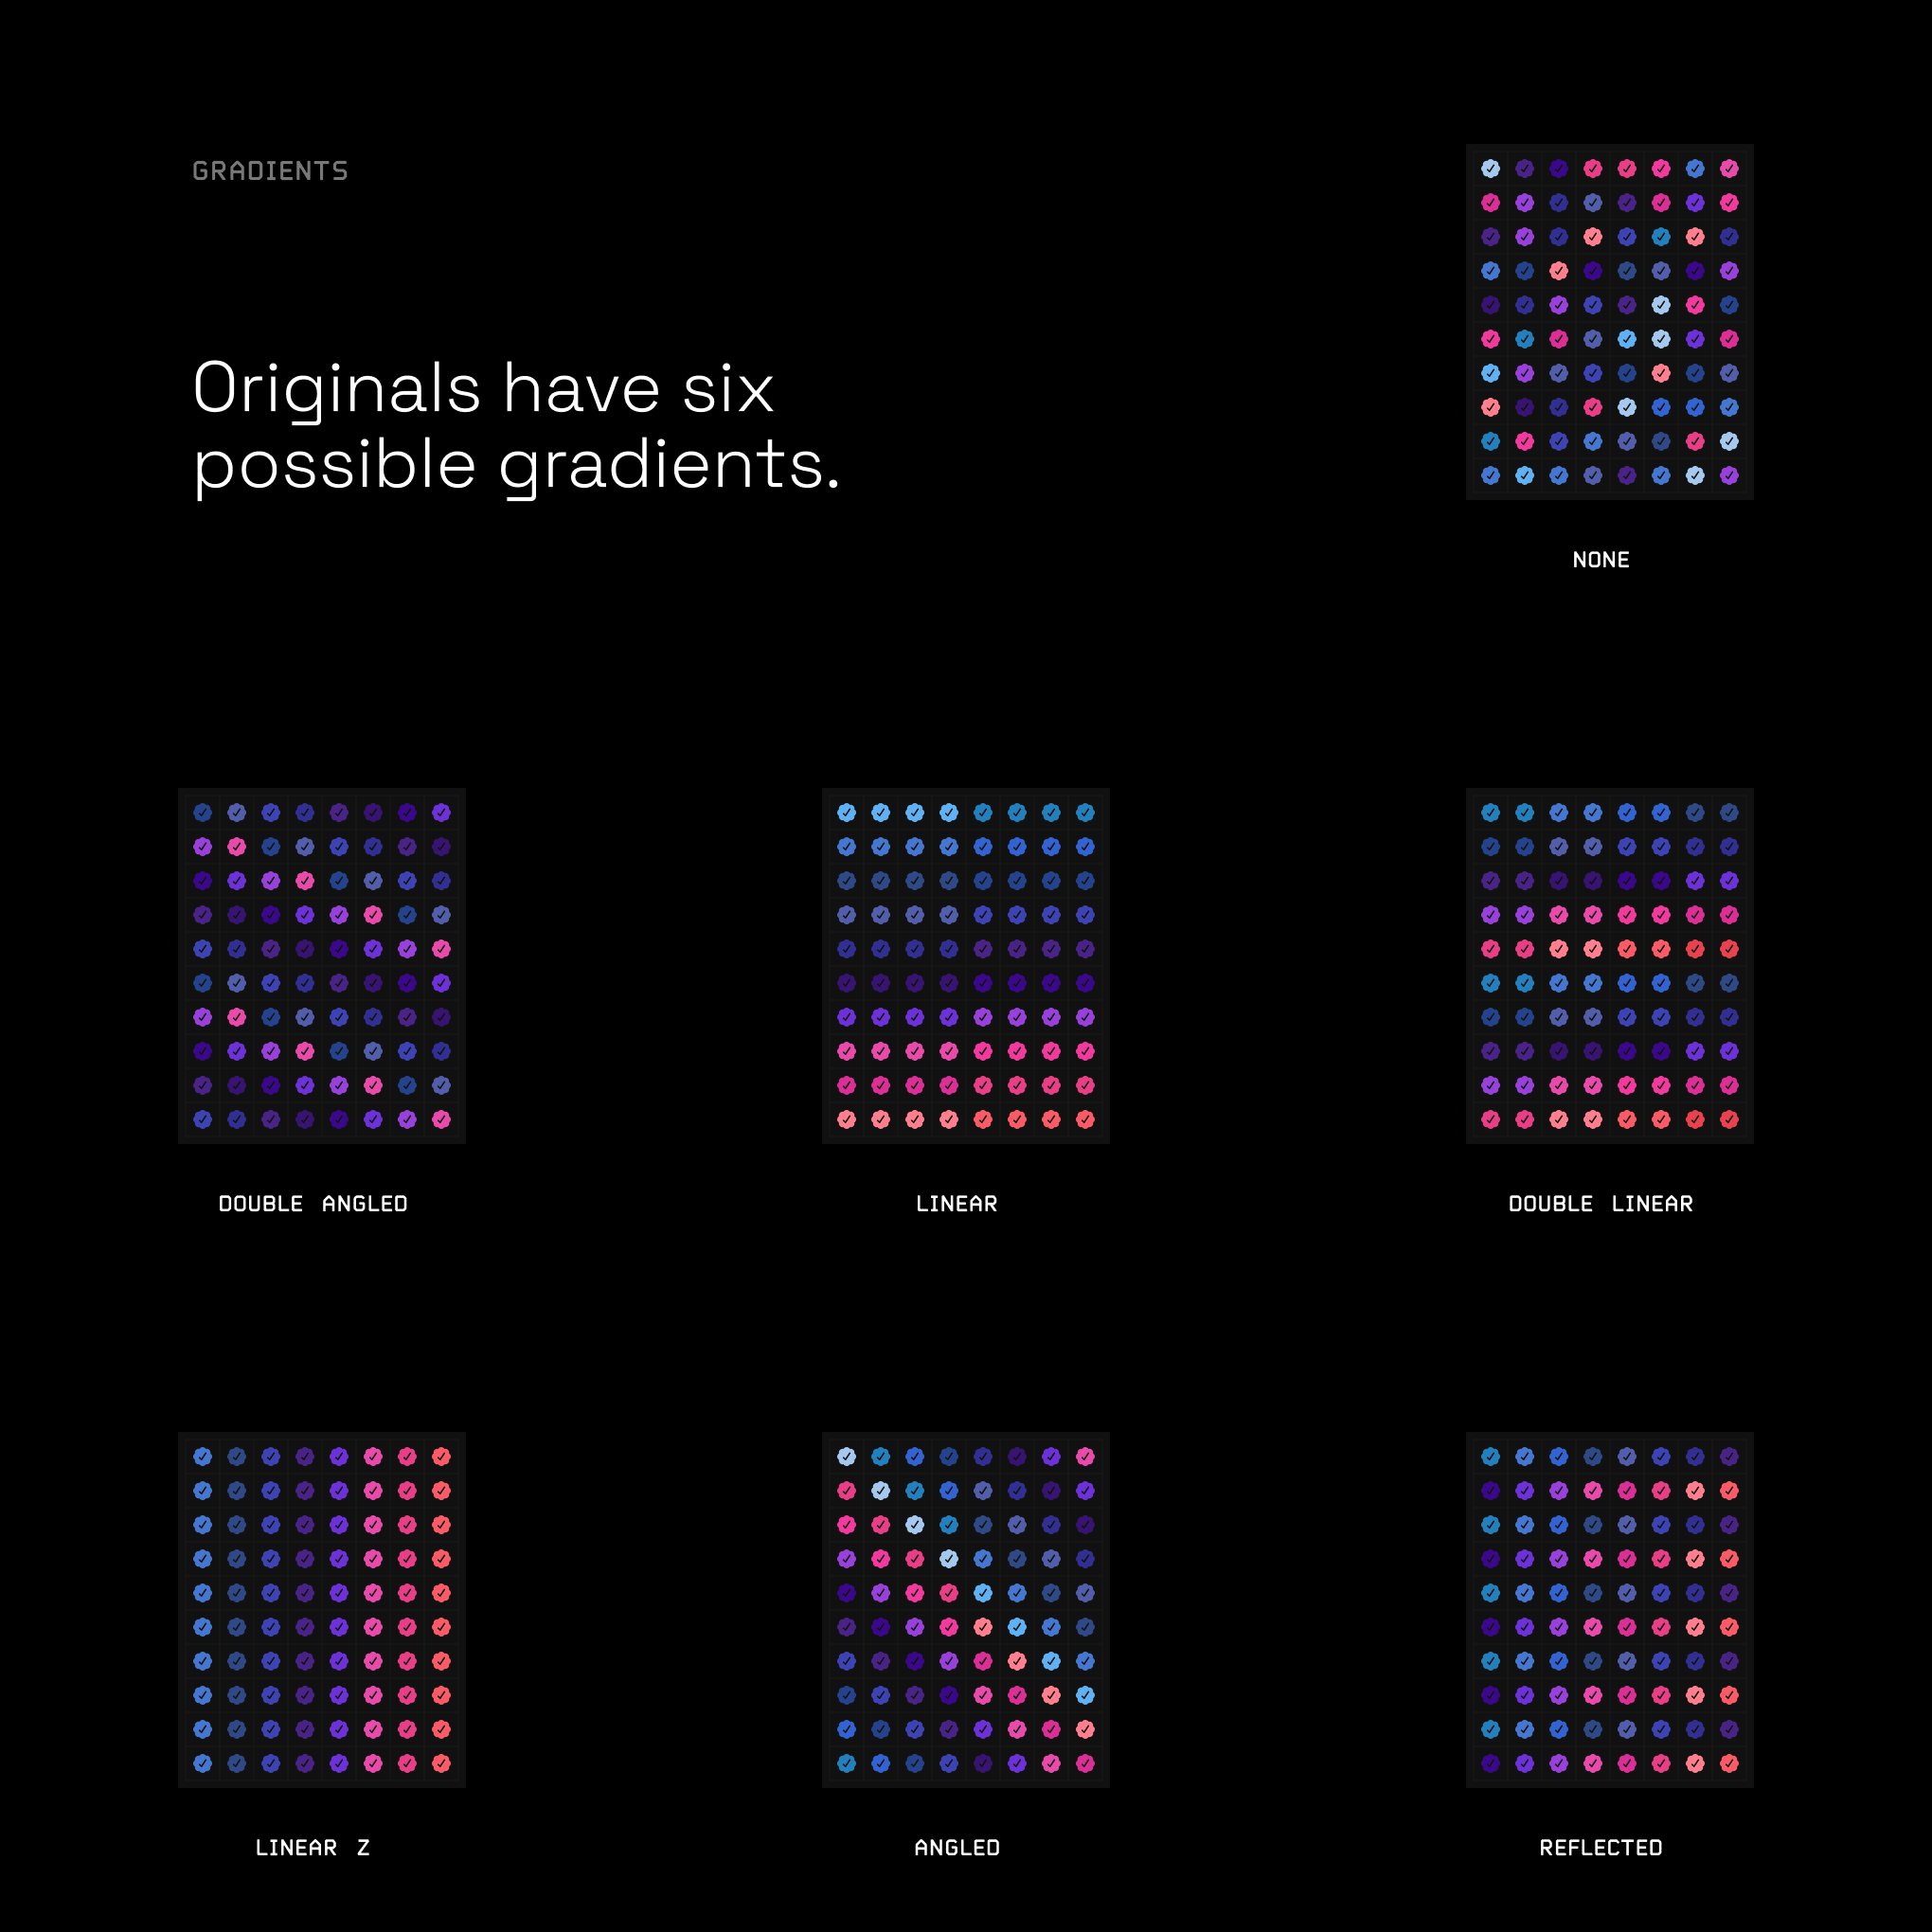 GRADIENTS
Originals have six
possible gradients.
NONE
DOUBLE ANGLED
LINEAR
DOUBLE LINEAR
LINEAR Z
ANGLED
REFLECTED